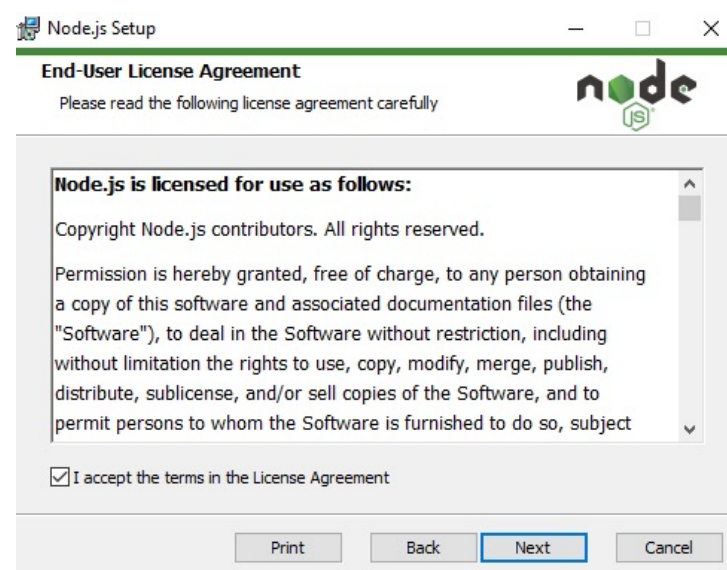 Node.js Setup
End-User License Agreement
Please read the following license agreement carefully
node
JS
Node.js is licensed for use as follows:
Copyright Node.js contributors. All rights reserved.
Permission is hereby granted, free of charge, to any person obtaining
a copy of this software and associated documentation files (the
"Software"), to deal in the Software without restriction, including
without limitation the rights to use, copy, modify, merge, publish,
distribute, sublicense, and/or sell copies of the Software, and to
permit persons to whom the Software is furnished to do so, subject
I accept the terms in the License Agreement
Print Back Next Cancel